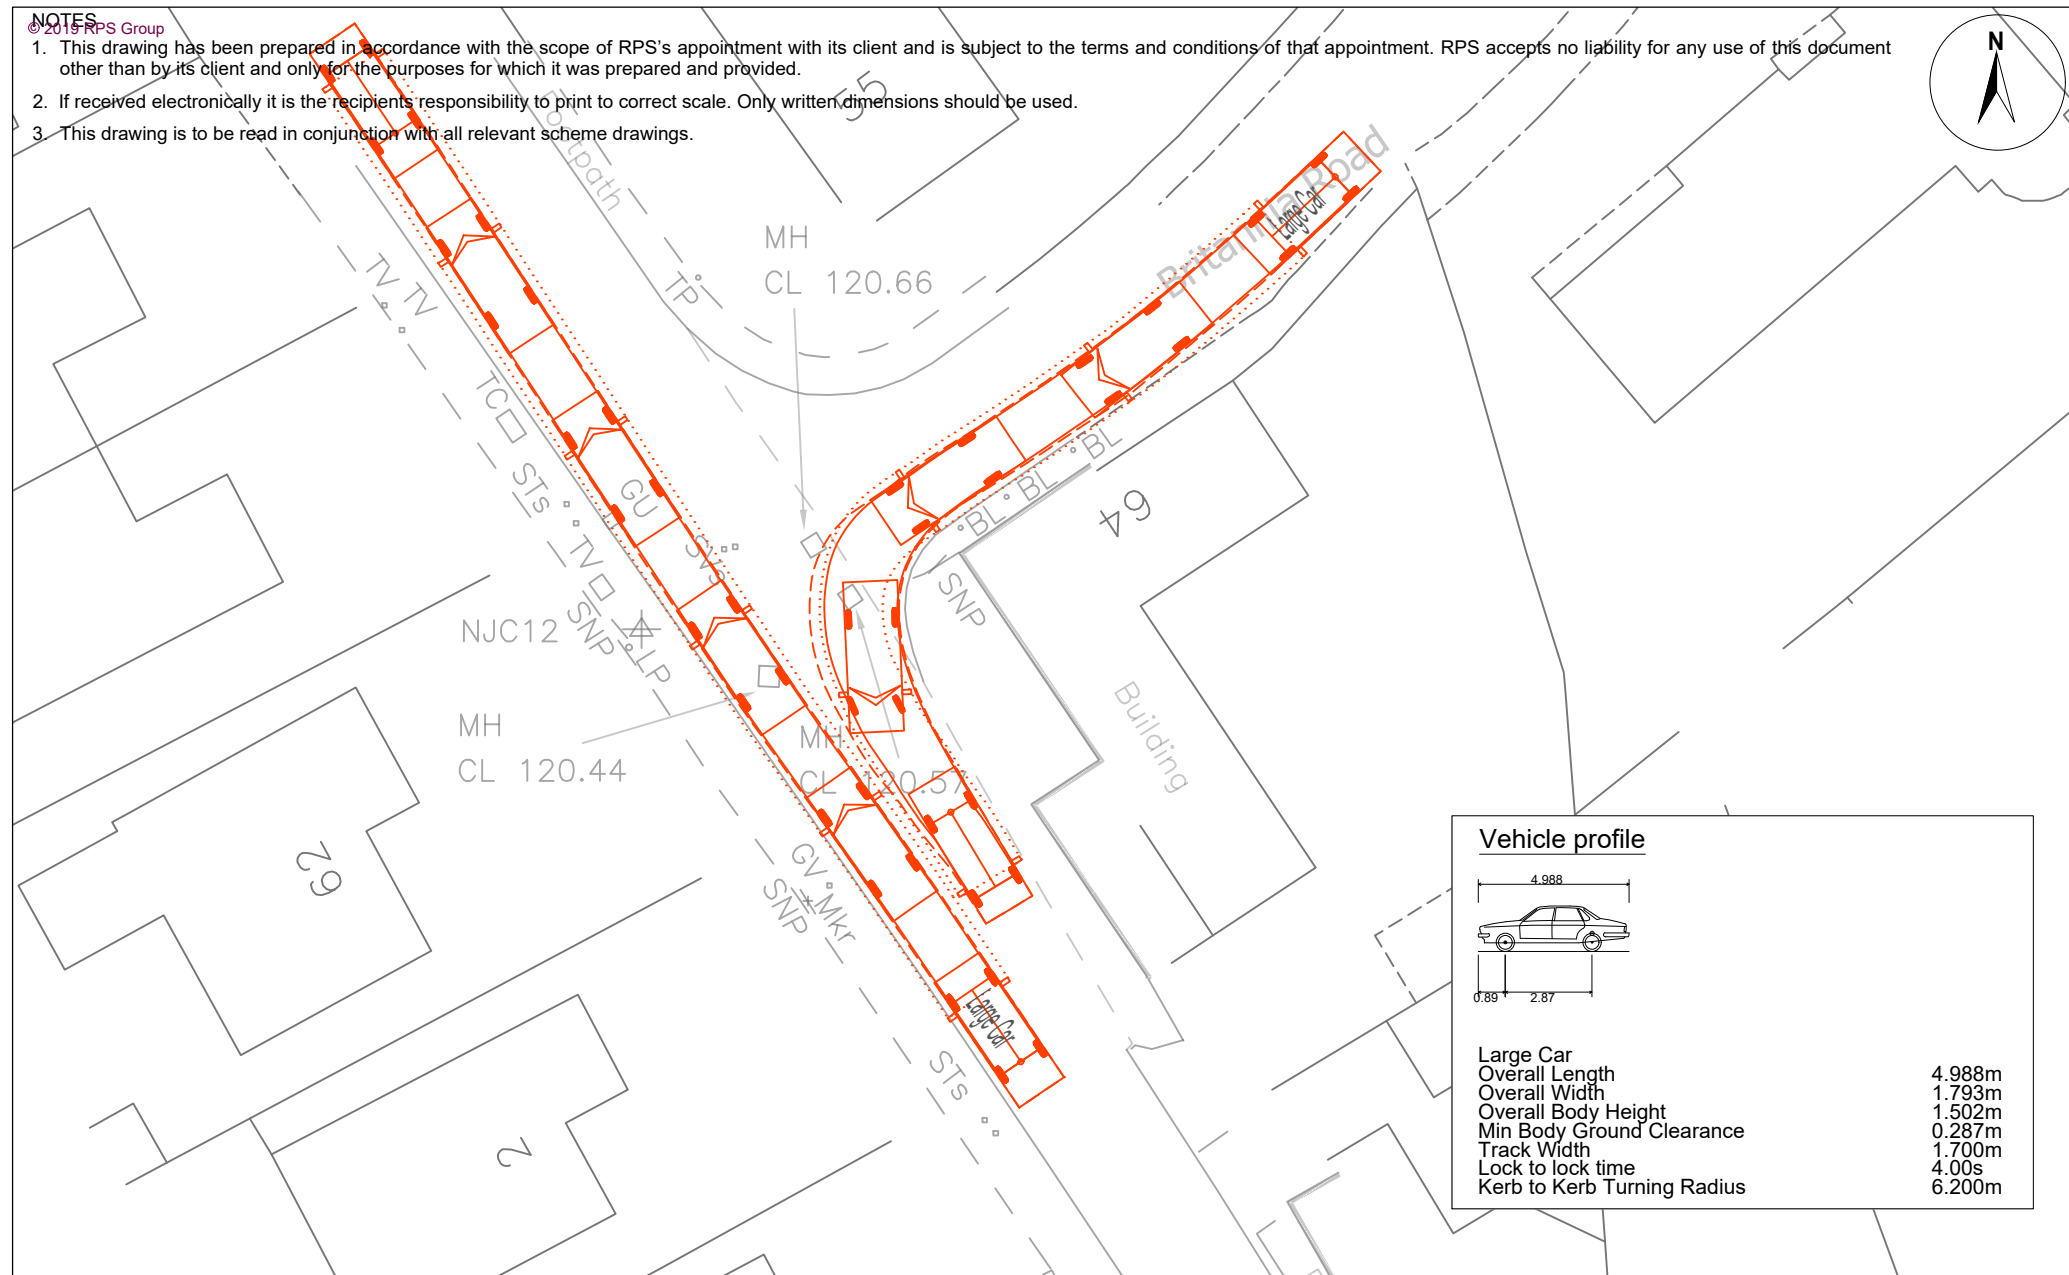 NOTES
© 2019 RPS Group
1. This drawing has been prepared in accordance with the scope of RPS's appointment with its client and is subject to the terms and conditions of that appointment. RPS accepts no liability for any use of this document
other than by its client and only for the purposes for which it was prepared and provided.
2. If received electronically it is the recipients responsibility to print to correct scale. Only written dimensions should be used.
3. This drawing is to be read in conjunction with all relevant scheme drawings.
N
55
Footpath
Britannia Road
Large Car
MH
CL 120.66
TP
TV
TV
TC
STs
GU
SVs
TV
SNP
LP
NJC12
BL
BL
BL
SNP
64
MH
CL 120.44
MH
CL 120.57
Building
62
GV
Mkr
SNP
Large Car
STs
2
Vehicle profile
4.988
0.89
2.87
Large Car
Overall Length 4.988m
Overall Width 1.793m
Overall Body Height 1.502m
Min Body Ground Clearance 0.287m
Track Width 1.700m
Lock to lock time 4.00s
Kerb to Kerb Turning Radius 6.200m